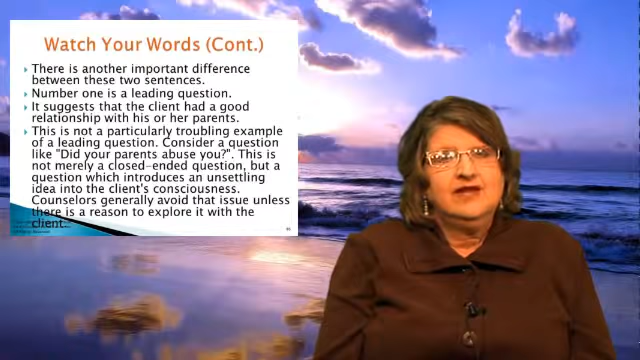 Watch Your Words (Cont.)
There is another important difference
between these two sentences.
Number one is a leading question.
It suggests that the client had a good
relationship with his or her parents.
This is not a particularly troubling example
of a leading question. Consider a question
like "Did your parents abuse you?". This is
not merely a closed-ended question, but a
question which introduces an unsettling
idea into the client's consciousness.
Counselors generally avoid that issue unless
there is a reason to explore it with the
client.